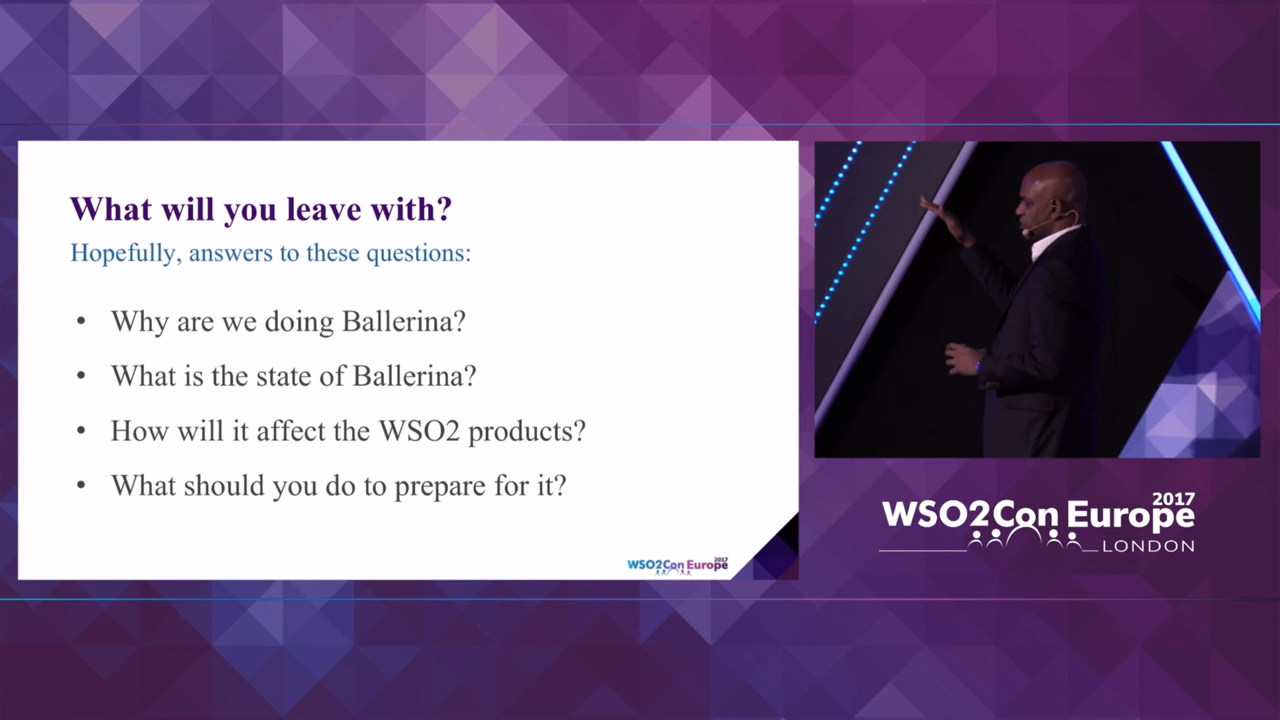 What will you leave with?
Hopefully, answers to these questions:
• Why are we doing Ballerina?
• What is the state of Ballerina?
• How will it affect the WSO2 products?
• What should you do to prepare for it?
WSO2Con Europe 2017
2017
WSO2Con Europe
LONDON